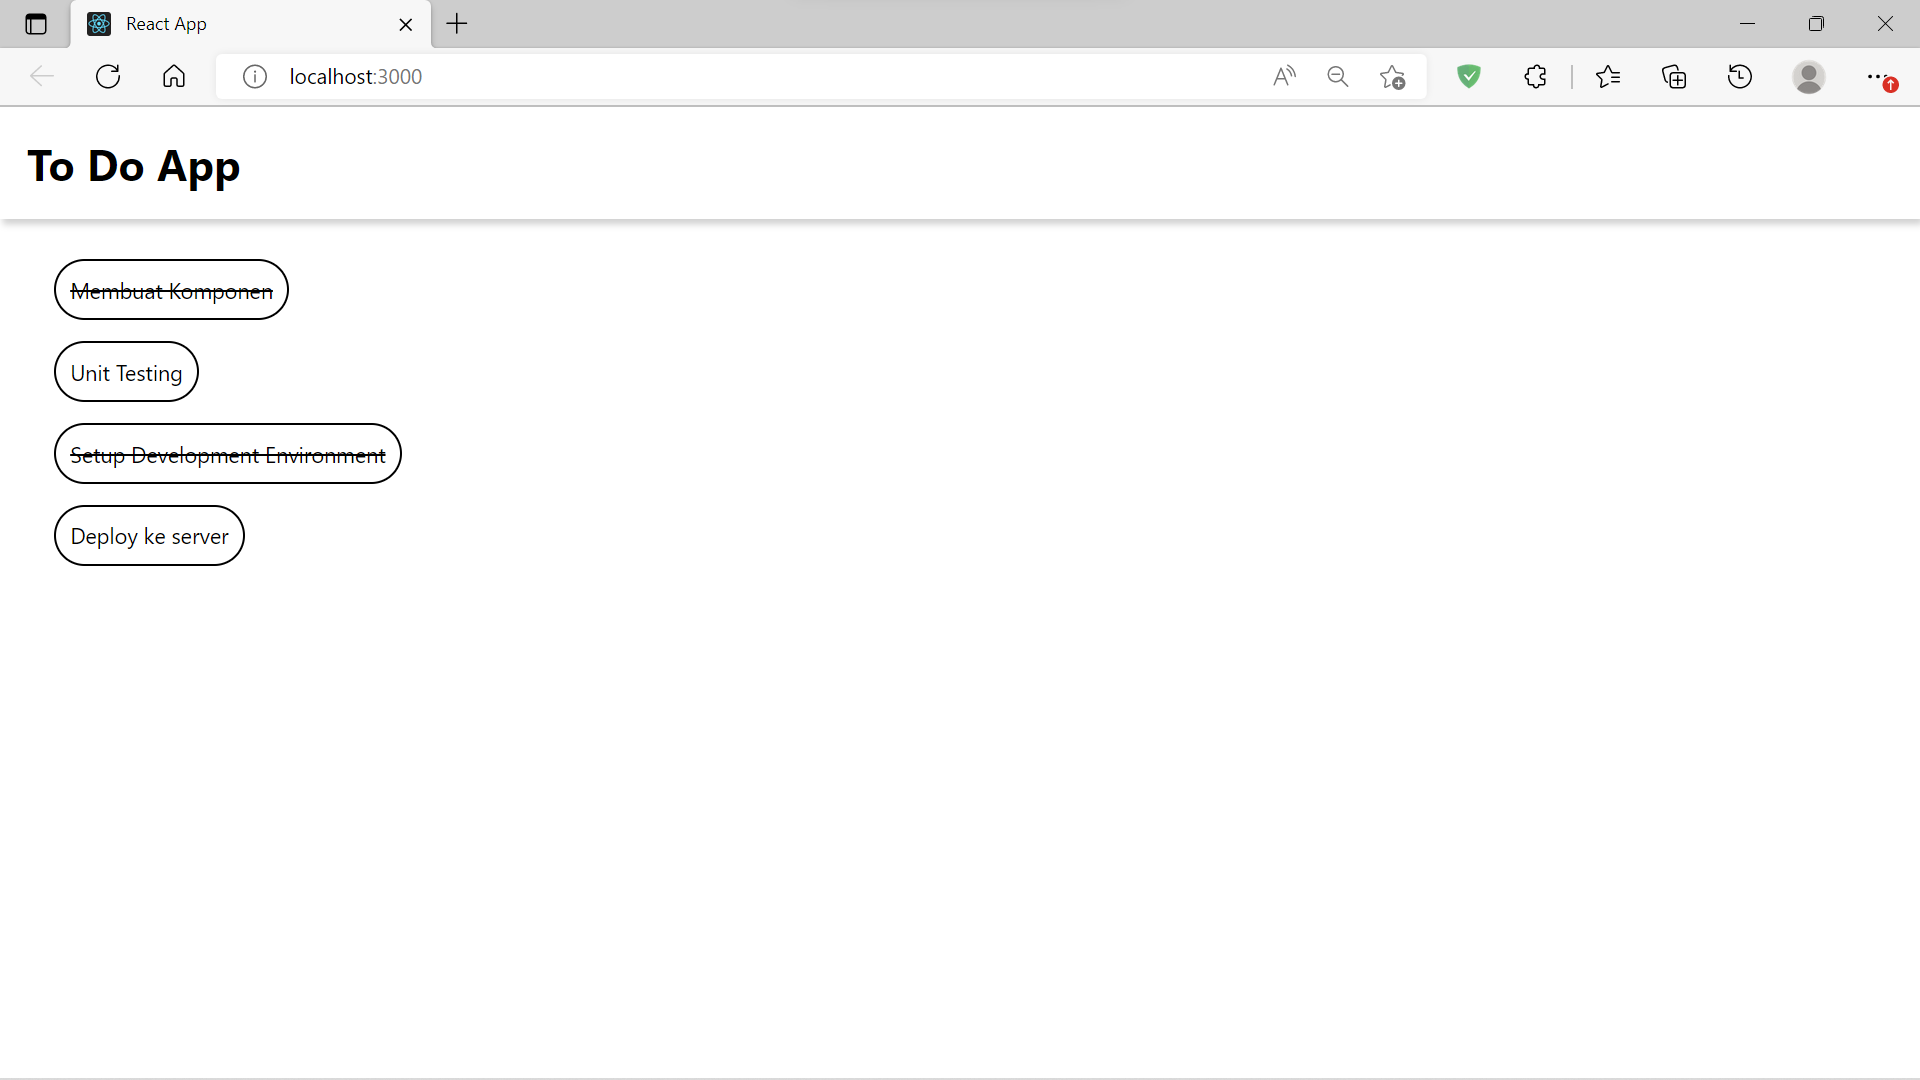 React App
localhost:3000
To Do App
Membuat Komponen
Unit Testing
Setup Development Environment
Deploy ke server